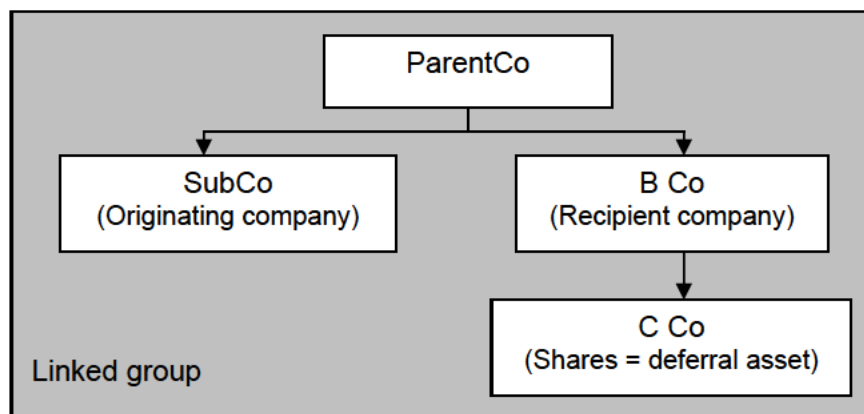 ParentCo
SubCo
(Originating company)
B Co
(Recipient company)
C Co
(Shares = deferral asset)
Linked group